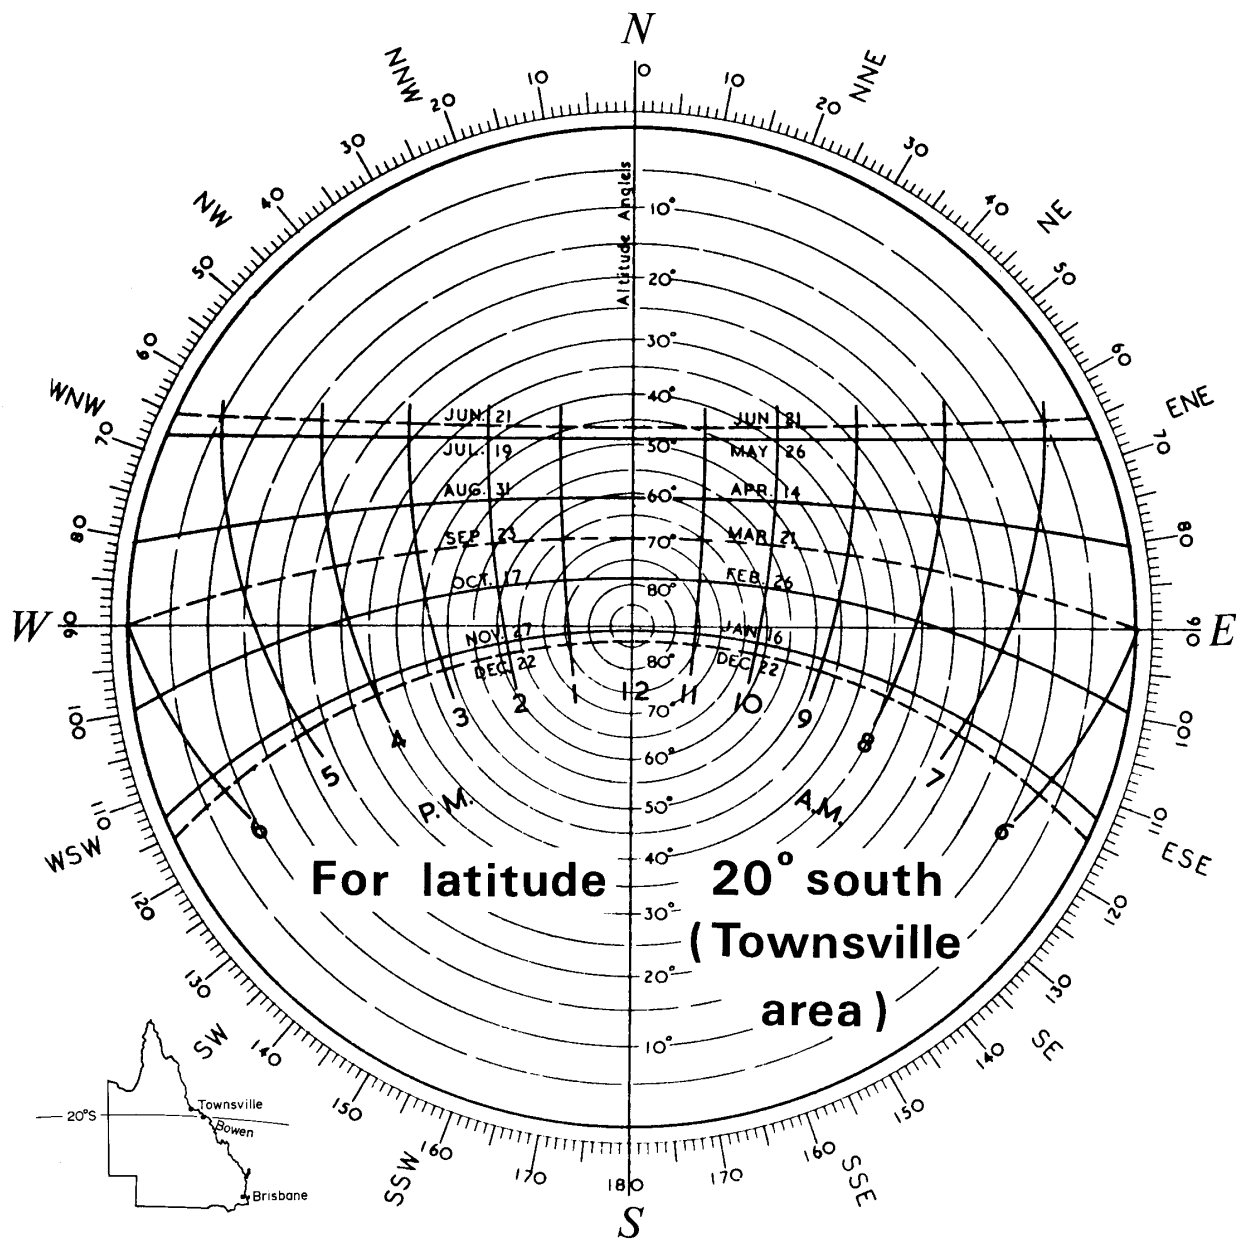 N
0
10
10
NNW
NNE
20
20
30
30
NW
NE
40
40
50
50
60
60
WNW
ENE
70
70
80
80
W
90
90
E
100
100
110
110
WSW
ESE
120
120
130
130
SW
SE
140
140
150
150
160
160
SSW
SSE
170
170
180
S
Altitude Angles
10°
20°
30°
40°
50°
60°
70°
80°
80°
70°
60°
50°
40°
30°
20°
10°
JUN 21
JUN 21
JUL. 19
MAY 26
AUG. 31
APR. 14
SEP 23
MAR 21
OCT. 17
FEB. 26
NOV. 27
JAN 16
DEC. 22
DEC 22
6 5 4 3 2 1 12 11 10 9 8 7 6
P.M.
A.M.
For latitude 20° south
(Townsville
area)
20°S
Townsville
Bowen
Brisbane